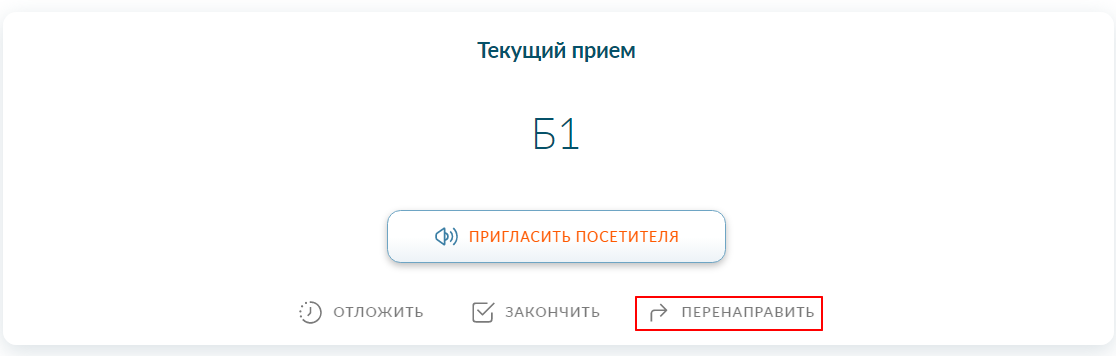 Текущий прием
Б1
ПРИГЛАСИТЬ ПОСЕТИТЕЛЯ
ОТЛОЖИТЬ ЗАКОНЧИТЬ ПЕРЕНАПРАВИТЬ